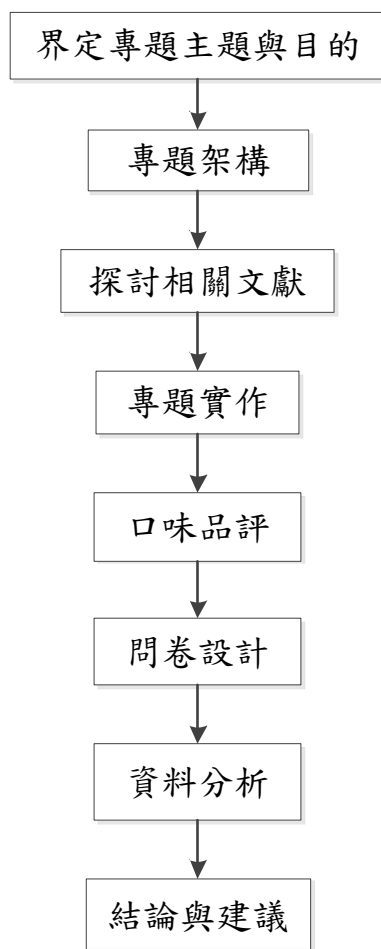 界定專題主題與目的
專題架構
探討相關文獻
專題實作
口味品評
問卷設計
資料分析
結論與建議